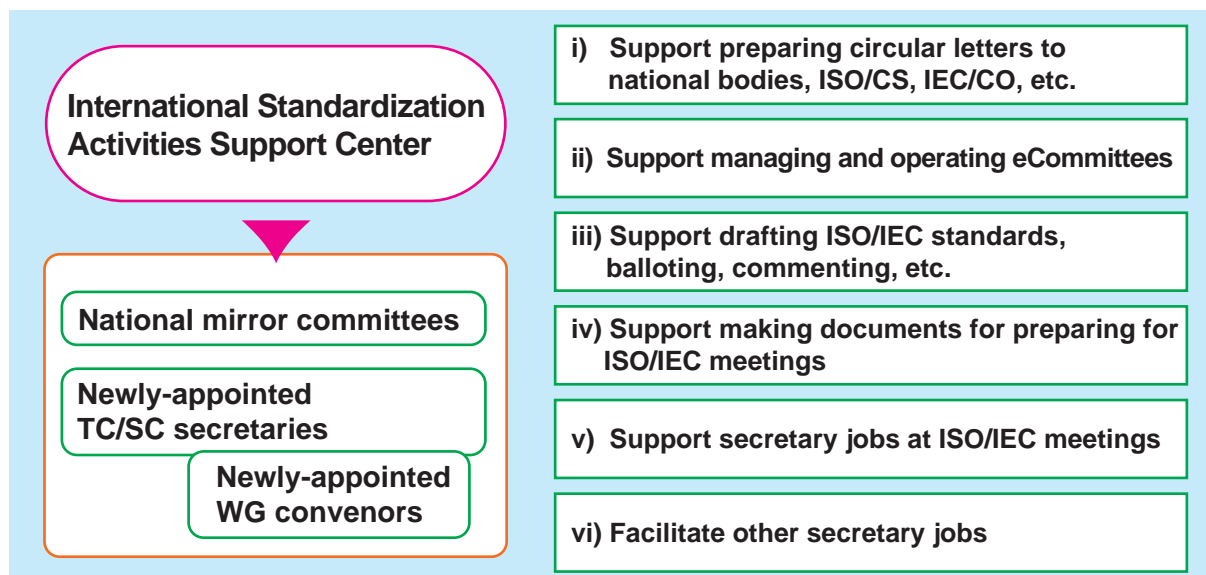 International Standardization
Activities Support Center
National mirror committees
Newly-appointed
TC/SC secretaries
Newly-appointed
WG convenors
i) Support preparing circular letters to
national bodies, ISO/CS, IEC/CO, etc.
ii) Support managing and operating eCommittees
iii) Support drafting ISO/IEC standards,
balloting, commenting, etc.
iv) Support making documents for preparing for
ISO/IEC meetings
v) Support secretary jobs at ISO/IEC meetings
vi) Facilitate other secretary jobs